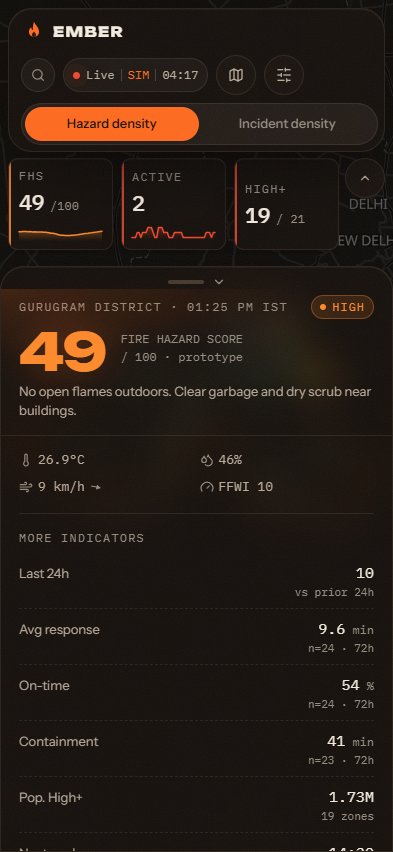 EMBER
Live | SIM | 04:17
Hazard density
Incident density
FHS
49 /100
ACTIVE
2
HIGH+
19 / 21
DELHI
EW DELH
GURUGRAM DISTRICT · 01:25 PM IST
HIGH
49
FIRE HAZARD SCORE
/ 100 · prototype
No open flames outdoors. Clear garbage and dry scrub near
buildings.
26.9°C
46%
9 km/h
FFWI 10
MORE INDICATORS
Last 24h
10
vs prior 24h
Avg response
9.6 min
n=24 · 72h
On-time
54 %
n=24 · 72h
Containment
41 min
n=23 · 72h
Pop. High+
1.73M
19 zones